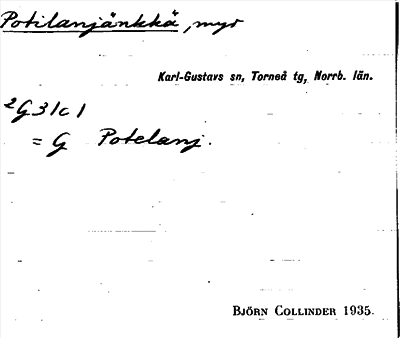 Potilanjänkkä, myr
Karl-Gustavs sn, Torneå tg, Norrb. län.
2G31c1
= G Potelanj.
BJÖRN COLLINDER 1935.